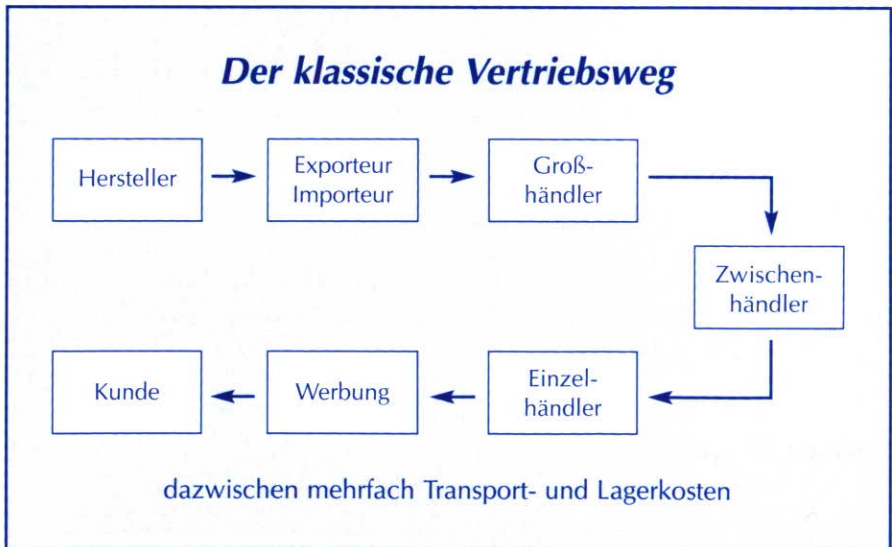 Der klassische Vertriebsweg
Hersteller
Exporteur
Importeur
Groß-
händler
Zwischen-
händler
Einzel-
händler
Werbung
Kunde
dazwischen mehrfach Transport- und Lagerkosten